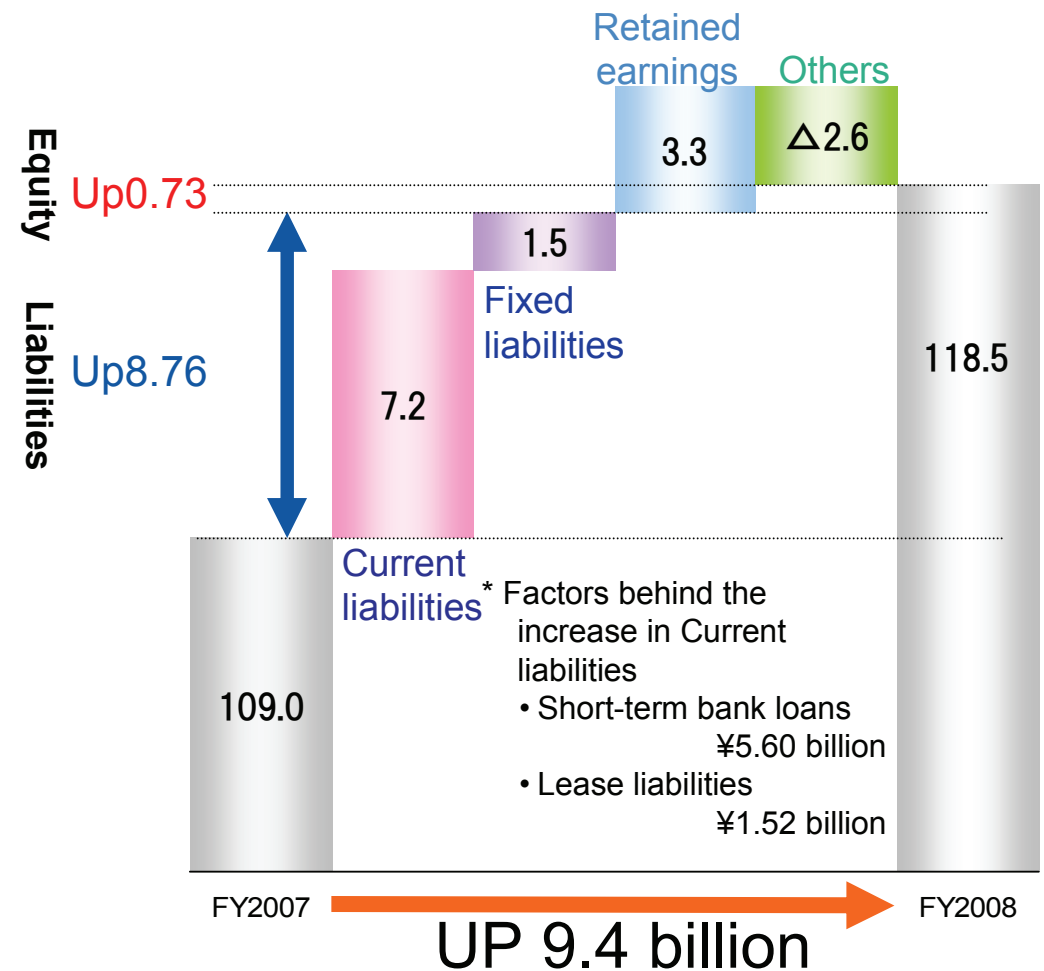 Retained
earnings
Others
3.3
△2.6
Equity
Up0.73
1.5
Fixed
liabilities
Liabilities
Up8.76
7.2
118.5
Current
liabilities
* Factors behind the
increase in Current
liabilities
• Short-term bank loans
¥5.60 billion
• Lease liabilities
¥1.52 billion
109.0
FY2007
FY2008
UP 9.4 billion